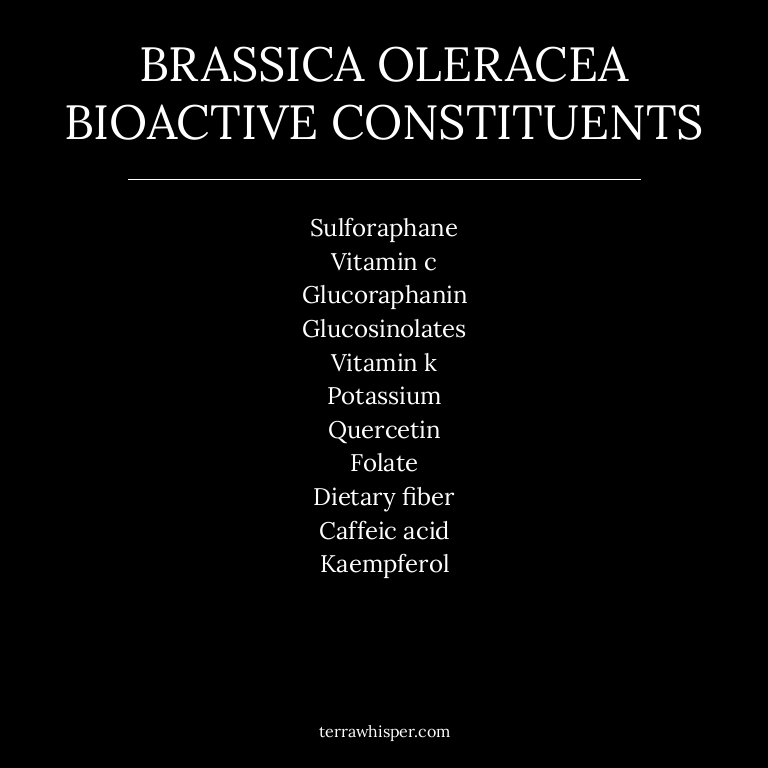 BRASSICA OLERACEA
BIOACTIVE CONSTITUENTS
Sulforaphane
Vitamin c
Glucoraphanin
Glucosinolates
Vitamin k
Potassium
Quercetin
Folate
Dietary fiber
Caffeic acid
Kaempferol
terrawhisper.com